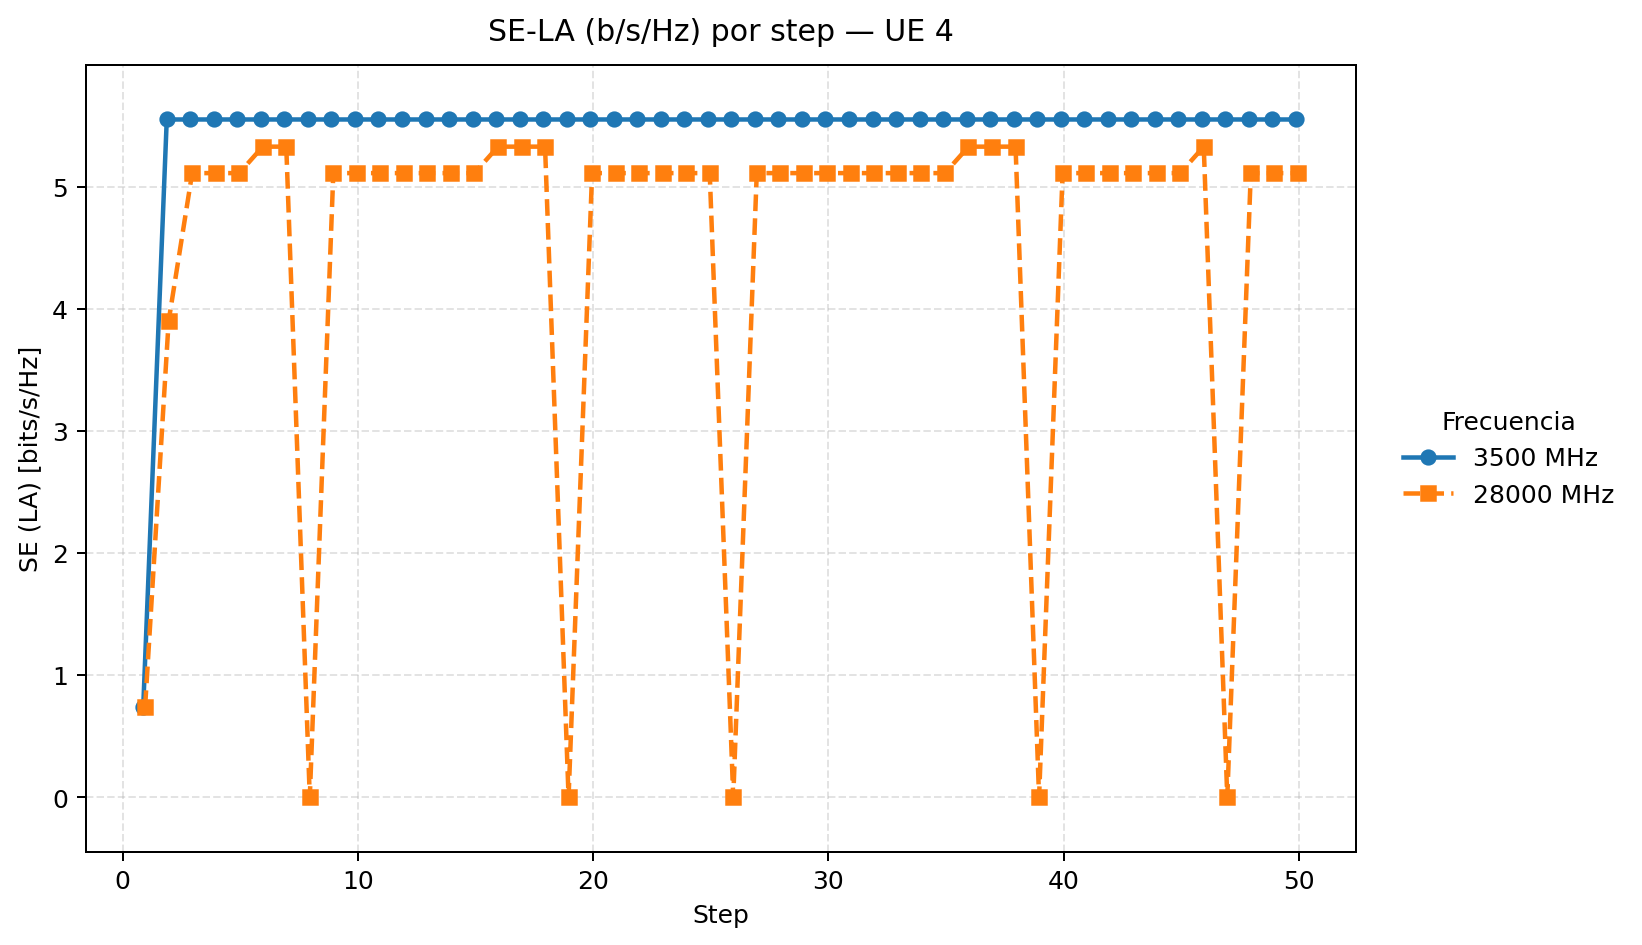 SE-LA (b/s/Hz) por step — UE 4
SE (LA) [bits/s/Hz]
5
4
3
2
1
0
0 10 20 30 40 50
Step
Frecuencia
3500 MHz
28000 MHz